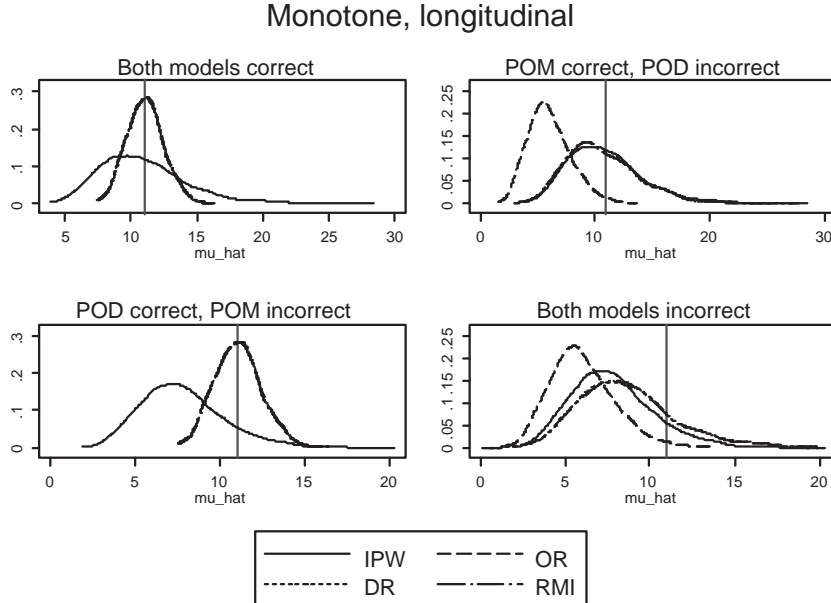 Monotone, longitudinal
Both models correct
.3
.2
.1
0
5 10 15 20 25 30
mu_hat
POM correct, POD incorrect
0 .05 .1 .15 .2 .25
0 10 20 30
mu_hat
POD correct, POM incorrect
.3
.2
.1
0
0 5 10 15 20
mu_hat
Both models incorrect
0 .05 .1 .15 .2 .25
0 5 10 15 20
mu_hat
IPW OR
DR RMI